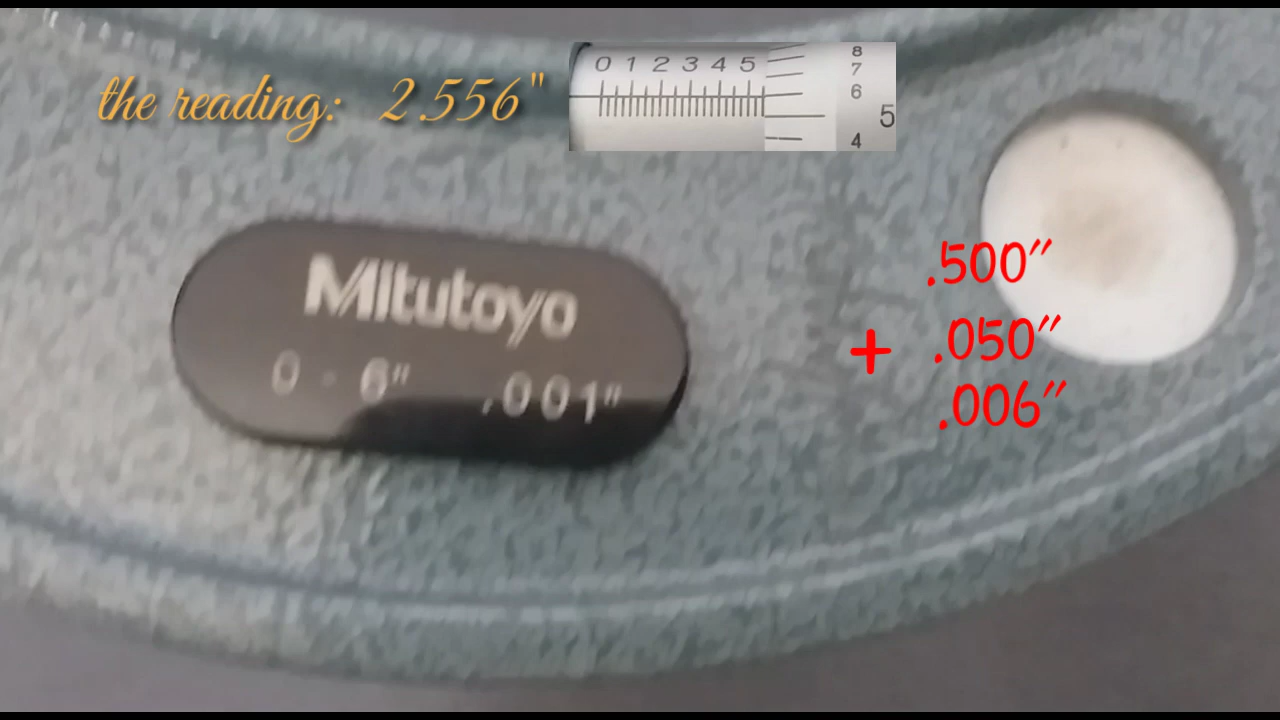 the reading: 2.556"
0 1 2 3 4 5
8
7
6
5
4
Mitutoyo
0 - 6" .001"
.500"
+ .050"
.006"